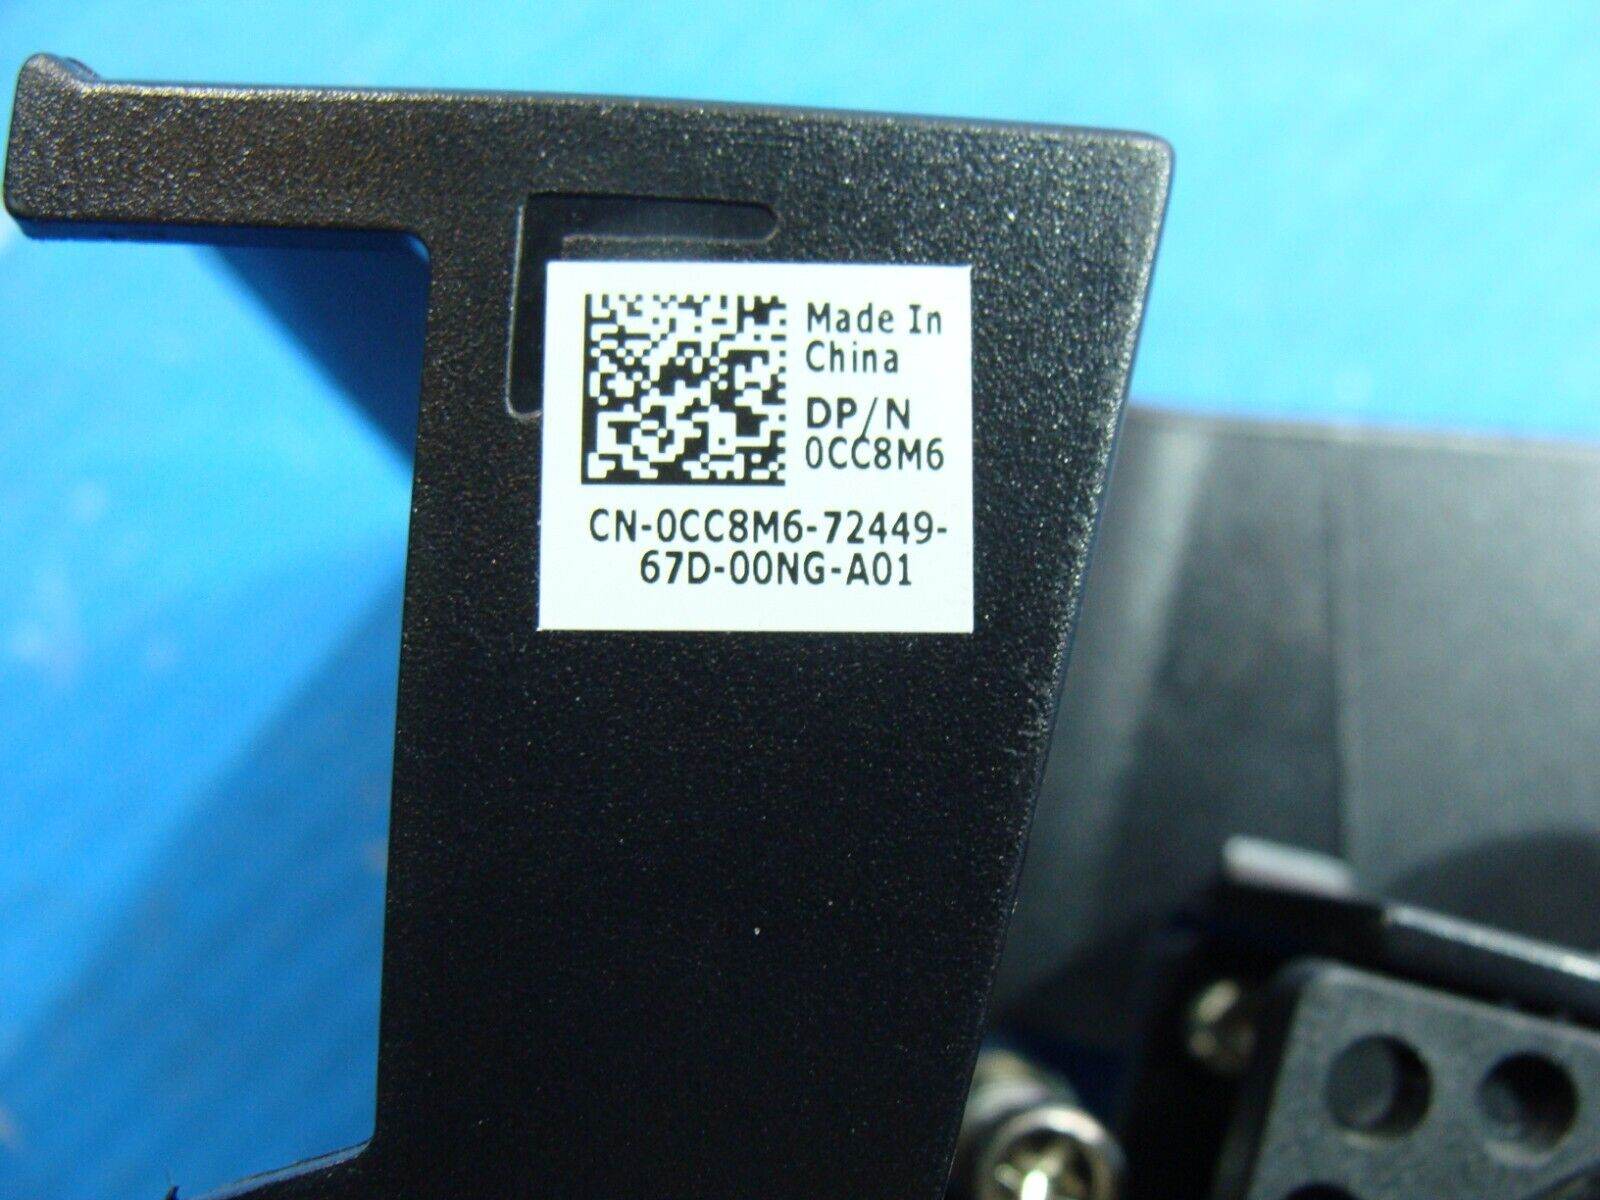 Made In
China
DP/N
0CC8M6
CN-0CC8M6-72449-
67D-00NG-A01